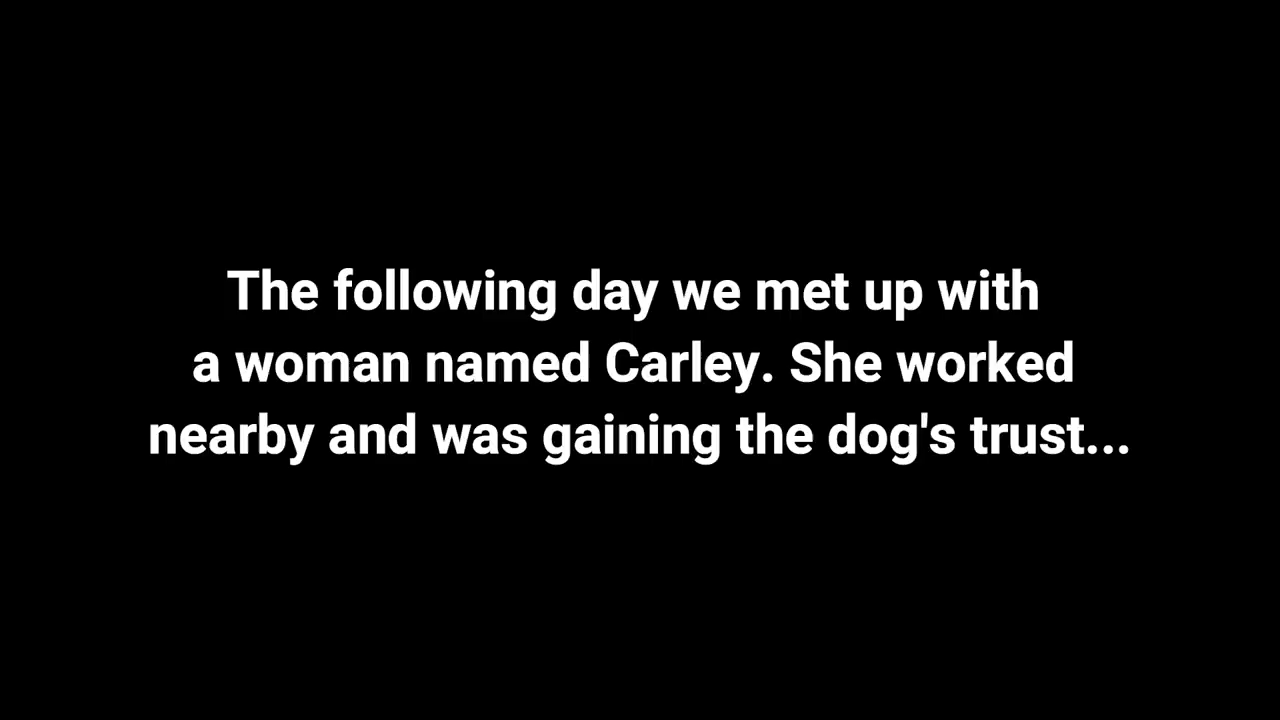 The following day we met up with
a woman named Carley. She worked
nearby and was gaining the dog's trust...